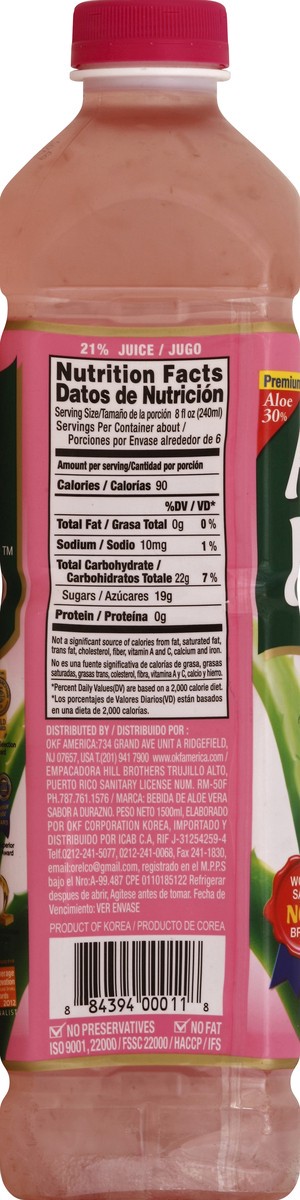 21% JUICE / JUGO
Nutrition Facts
Datos de Nutrición
Serving Size/Tamaño de la porción 8 fl oz (240ml)
Servings Per Container about /
Porciones por Envase alrededor de 6
Amount per serving/Cantidad por porción
Calories / Calorías 90
%DV / VD*
Total Fat / Grasa Total 0g 0%
Sodium / Sodio 10mg 1%
Total Carbohydrate /
Carbohidratos Totale 22g 7%
Sugars / Azúcares 19g
Protein / Proteína 0g
Not a significant source of calories from fat, saturated fat,
trans fat, cholesterol, fiber, vitamin A and C, calcium and iron.
No es una fuente significativa de calorías de grasa, grasas
saturadas, grasas trans, colesterol, fibra, vitamina A y C, calcio y hierro.
*Percent Daily Values(DV) are based on a 2,000 calorie diet.
*Los porcentajes de Valores Diarios(VD) están basados
en una dieta de 2,000 calorías.
DISTRIBUTED BY / DISTRIBUIDO POR :
OKF AMERICA:734 GRAND AVE UNIT A RIDGEFIELD,
NJ 07657, USA T.(201) 941 7900 www.okfamerica.com /
EMPACADORA HILL BROTHERS TRUJILLO ALTO,
PUERTO RICO SANITARY LICENSE NUM. RM-50F
PH.787.761.1576 / MARCA: BEBIDA DE ALOE VERA
SABOR A DURAZNO. PESO NETO 1500ml, ELABORADO
POR OKF CORPORATION KOREA, IMPORTADO Y
DISTRIBUIDO POR ICAB C.A, RIF J-31254259-4
Telf.0212-241-5077, 0212-241-0068, Fax 241-1830,
email:korelco@gmail.com, registrado en el M.P.P.S
bajo el Nro:A-99.487 CPE 0110185122 Refrigerar
despues de abrir, Agitese antes de tomar. Fecha de
Vencimiento: VER ENVASE
PRODUCT OF KOREA / PRODUCTO DE COREA
8 84394 00011 8
NO PRESERVATIVES NO FAT
ISO 9001, 22000 / FSSC 22000 / HACCP / IFS
Premium
Aloe
30%
TM
2012